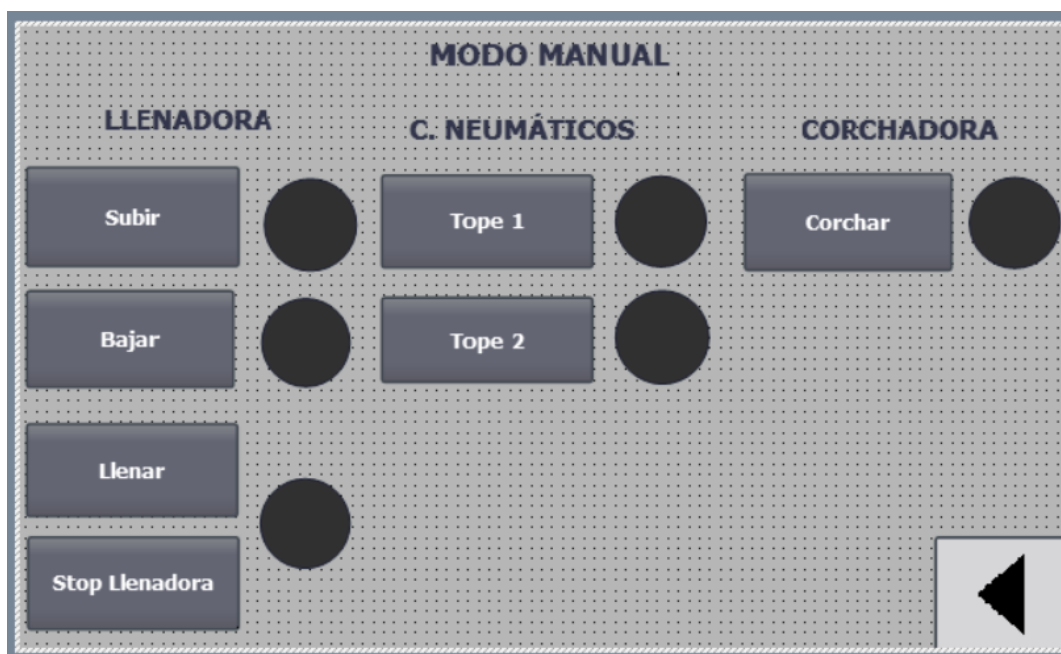 MODO MANUAL
LLENADORA
C. NEUMÁTICOS
CORCHADORA
Subir
Tope 1
Corchar
Bajar
Tope 2
Llenar
Stop Llenadora